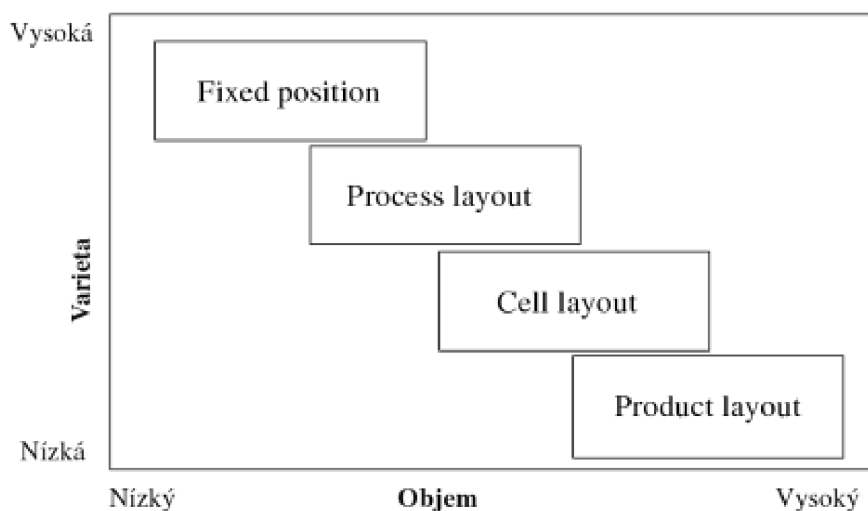 Vysoká
Fixed position
Process layout
Varieta
Cell layout
Product layout
Nízká
Nízký
Objem
Vysoký